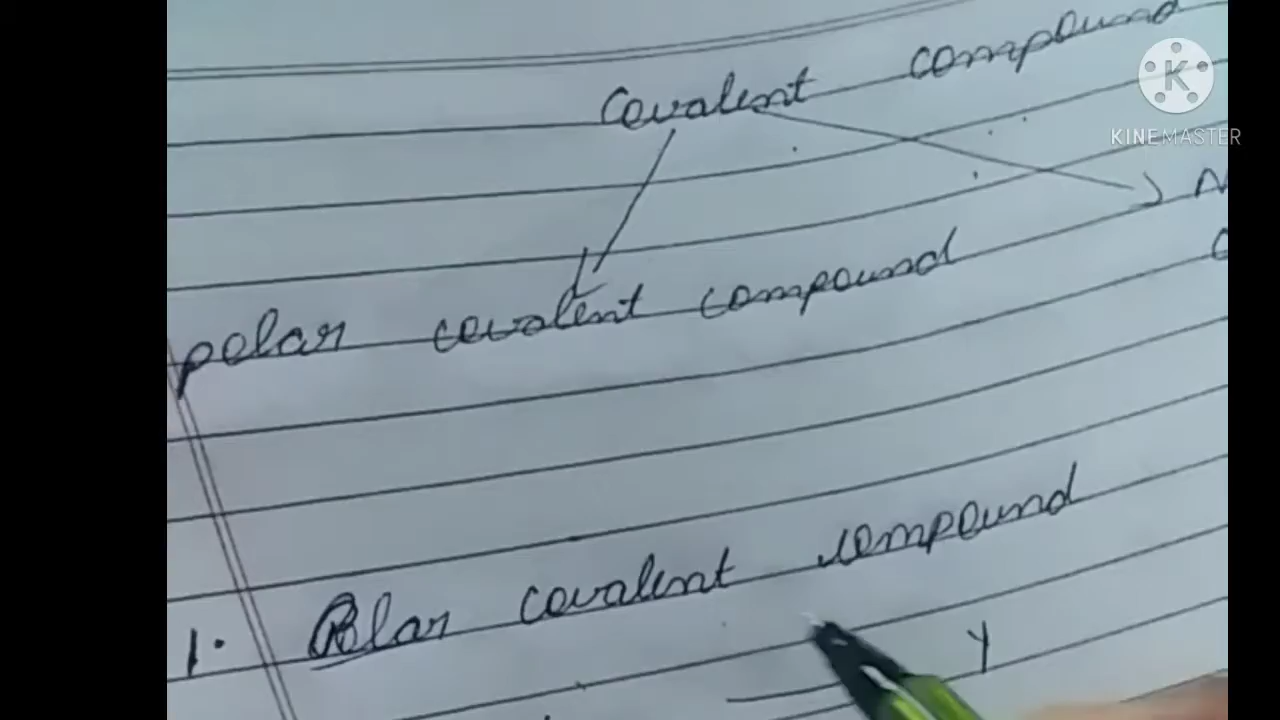 Covalent compound
K
KINEMASTER
polar covalent compound
1. Polar covalent compound